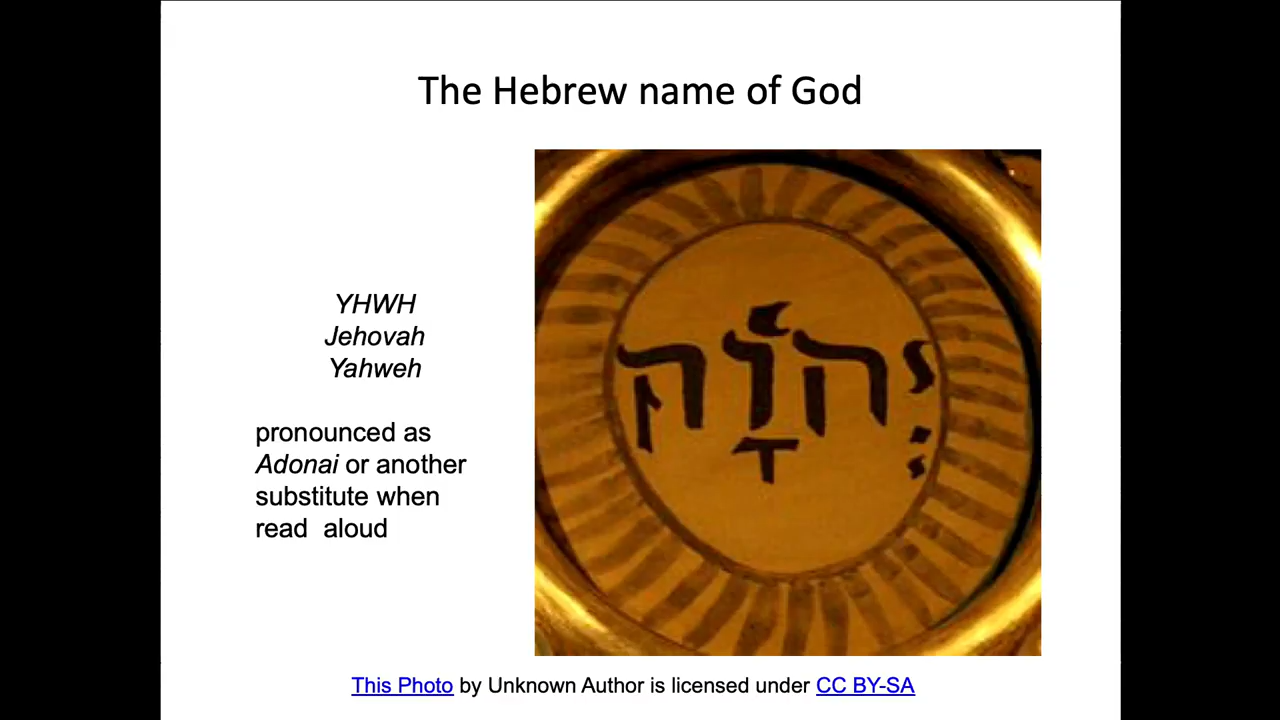 The Hebrew name of God
YHWH
Jehovah
Yahweh
pronounced as
Adonai or another
substitute when
read aloud
יְהוָֹה
This Photo by Unknown Author is licensed under CC BY-SA